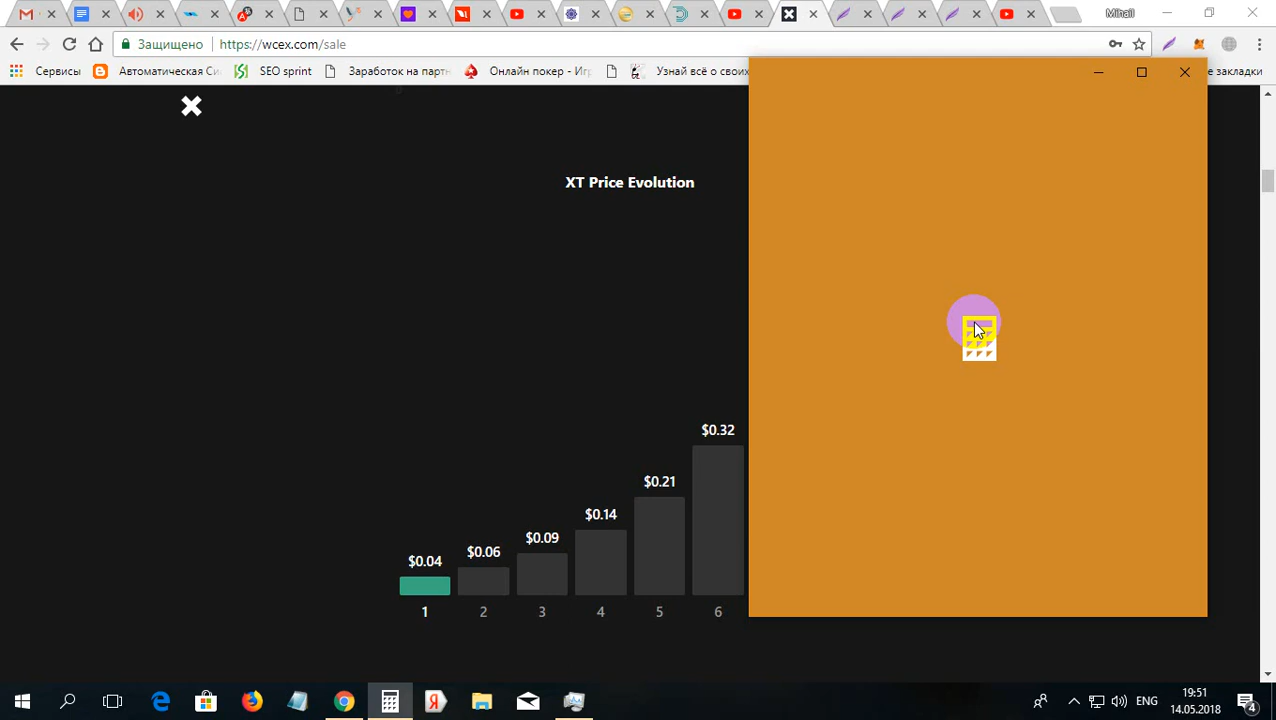 Mihail
Защищено https://wcex.com/sale
Сервисы Автоматическая Си SEO sprint Заработок на партн Онлайн покер - Иг Узнай всё о своих е закладки
XT Price Evolution
$0.32
$0.21
$0.14
$0.09
$0.06
$0.04
1 2 3 4 5 6
ENG
19:51
14.05.2018
4